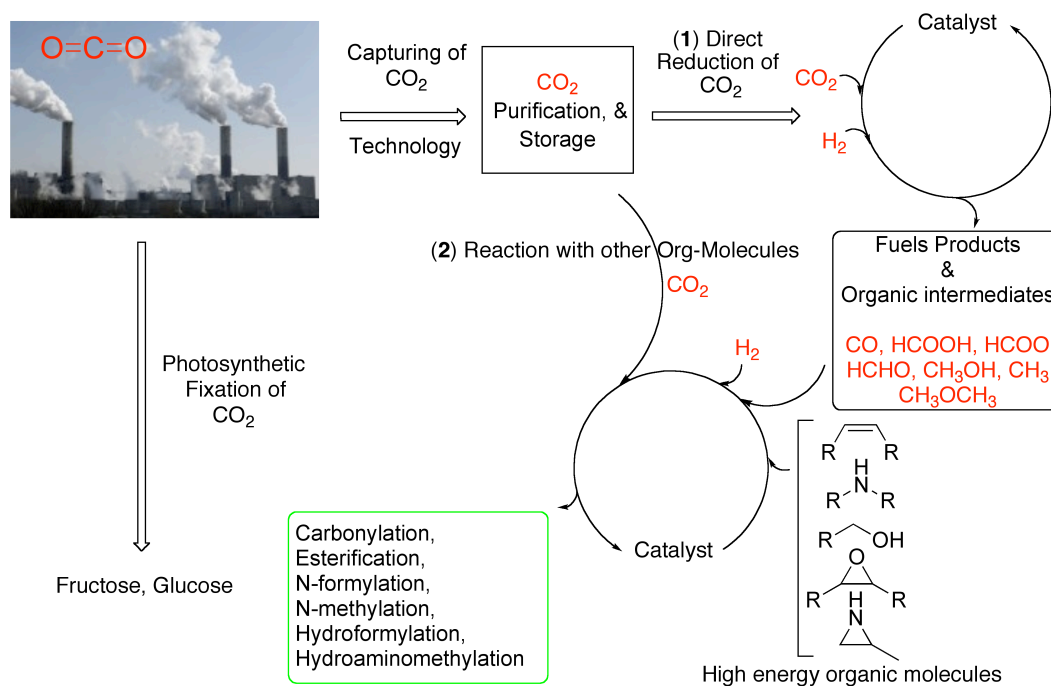 O=C=O
Capturing of
CO2
Technology
CO2
Purification, &
Storage
(1) Direct
Reduction of
CO2
Catalyst
CO2
H2
Fuels Products
&
Organic intermediates
CO, HCOOH, HCOO
HCHO, CH3OH, CH3
CH3OCH3
(2) Reaction with other Org-Molecules
CO2
H2
Photosynthetic
Fixation of
CO2
Fructose, Glucose
Catalyst
Carbonylation,
Esterification,
N-formylation,
N-methylation,
Hydroformylation,
Hydroaminomethylation
R R
H
N
R R
R OH
O
R R
H
N
High energy organic molecules